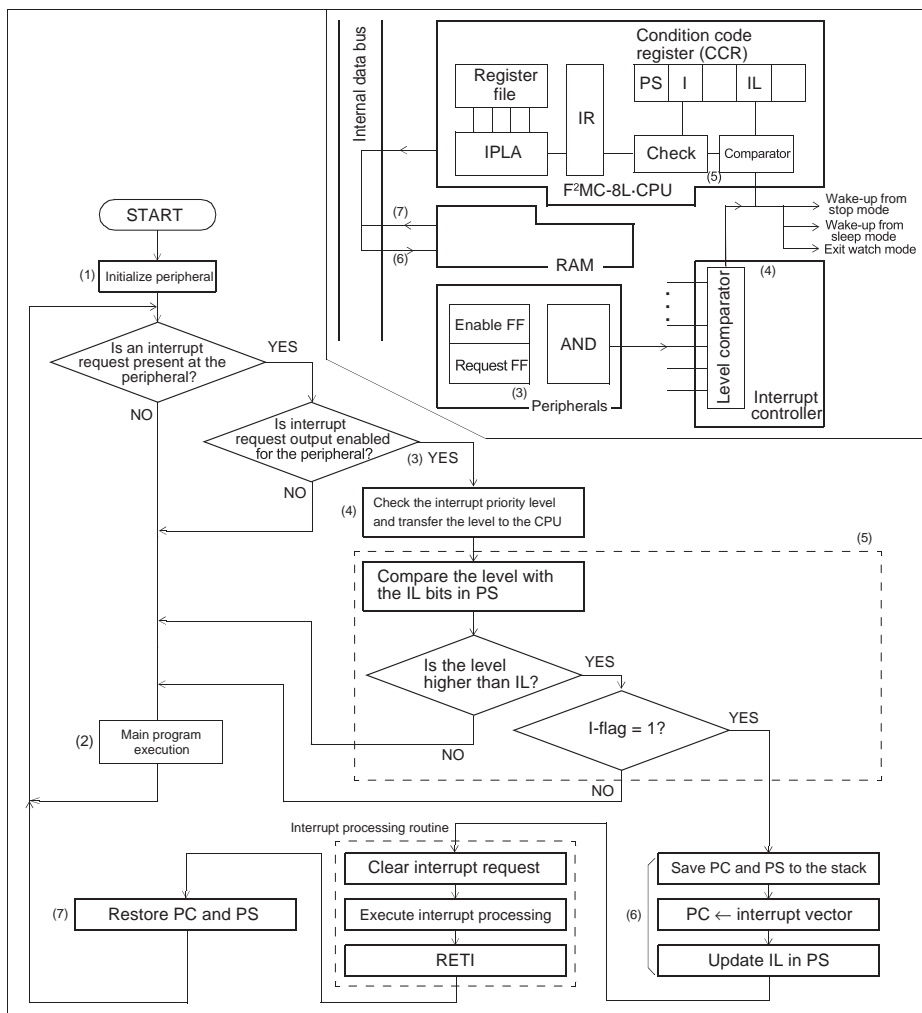 Internal data bus
Condition code
register (CCR)
Register
file
IR
PS
I
IL
IPLA
Check
Comparator
(5)
F²MC-8L·CPU
(7)
(6)
RAM
Wake-up from
stop mode
Wake-up from
sleep mode
Exit watch mode
(4)
Enable FF
Request FF
AND
(3)
Peripherals
Level comparator
Interrupt
controller
START
(1)
Initialize peripheral
Is an interrupt
request present at the
peripheral?
YES
NO
Is interrupt
request output enabled
for the peripheral?
(3) YES
NO
(4)
Check the interrupt priority level
and transfer the level to the CPU
(5)
Compare the level with
the IL bits in PS
Is the level
higher than IL?
YES
NO
I-flag = 1?
YES
NO
(2)
Main program
execution
Interrupt processing routine
Clear interrupt request
Execute interrupt processing
RETI
(6)
Save PC and PS to the stack
PC ← interrupt vector
Update IL in PS
(7)
Restore PC and PS